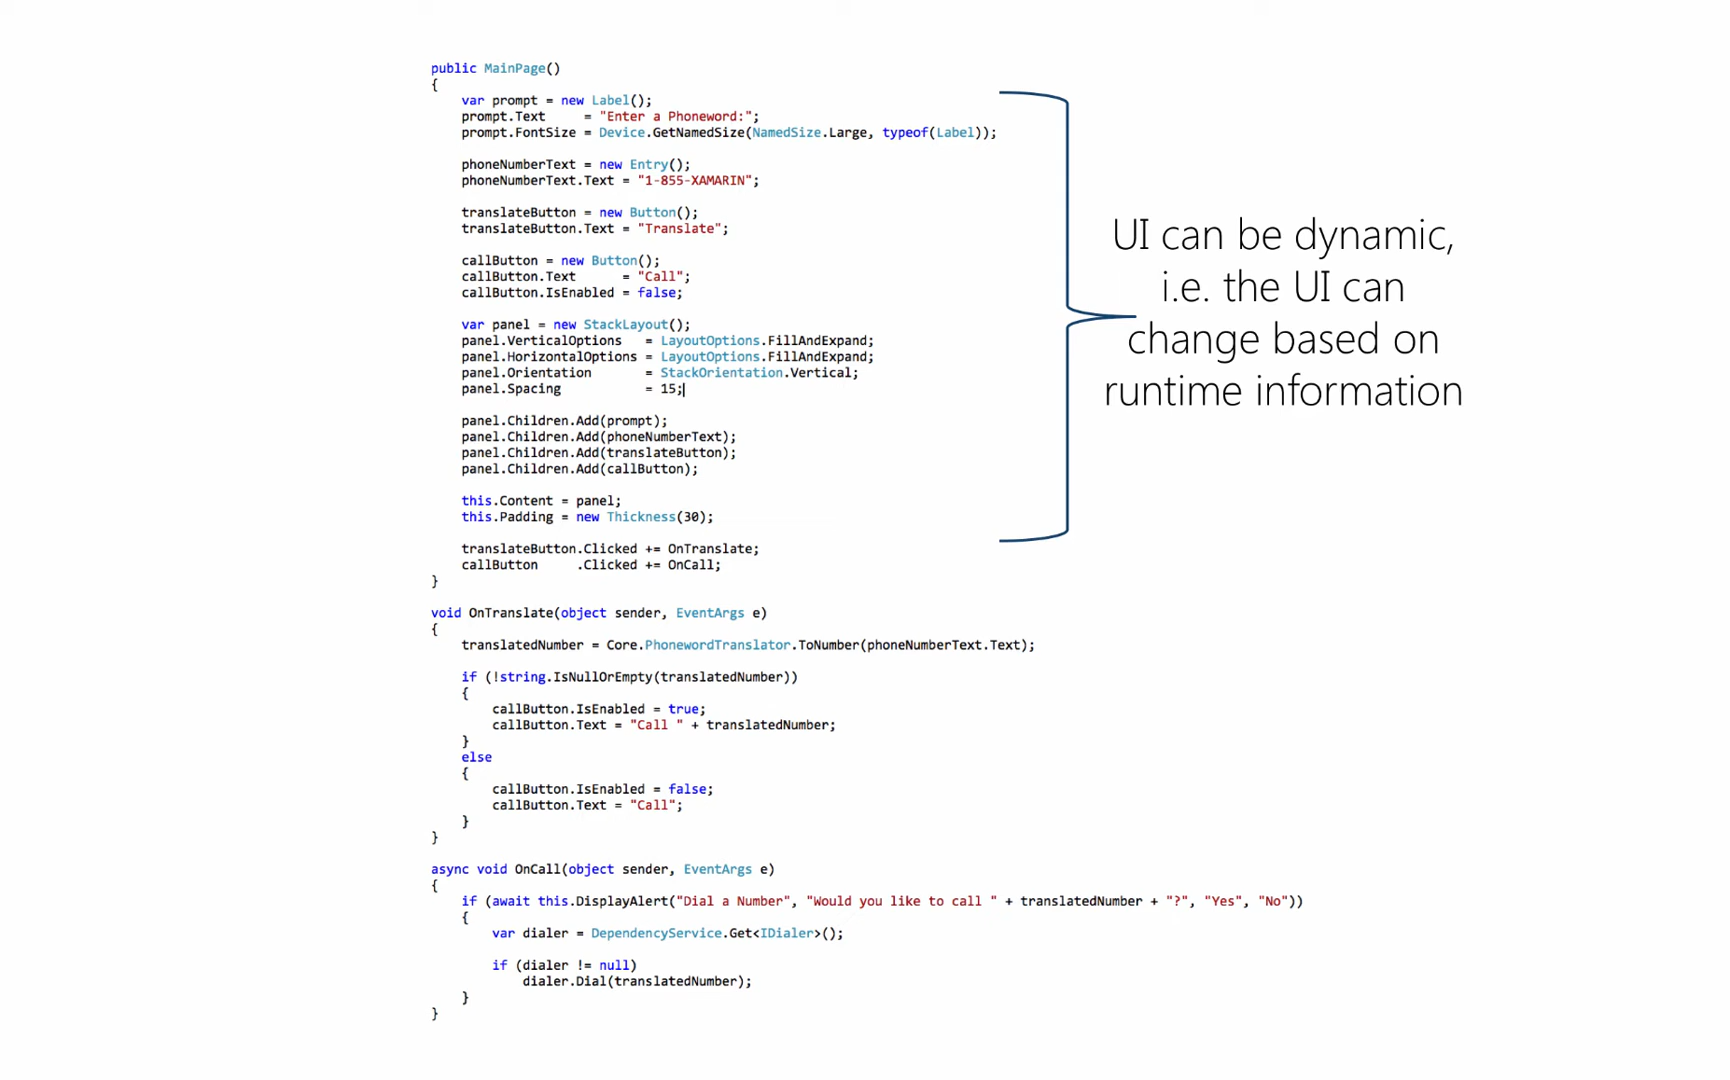 public MainPage()
{
    var prompt = new Label();
    prompt.Text     = "Enter a Phoneword:";
    prompt.FontSize = Device.GetNamedSize(NamedSize.Large, typeof(Label));

    phoneNumberText = new Entry();
    phoneNumberText.Text = "1-855-XAMARIN";

    translateButton = new Button();
    translateButton.Text = "Translate";

    callButton = new Button();
    callButton.Text      = "Call";
    callButton.IsEnabled = false;

    var panel = new StackLayout();
    panel.VerticalOptions   = LayoutOptions.FillAndExpand;
    panel.HorizontalOptions = LayoutOptions.FillAndExpand;
    panel.Orientation       = StackOrientation.Vertical;
    panel.Spacing           = 15;

    panel.Children.Add(prompt);
    panel.Children.Add(phoneNumberText);
    panel.Children.Add(translateButton);
    panel.Children.Add(callButton);

    this.Content = panel;
    this.Padding = new Thickness(30);

    translateButton.Clicked += OnTranslate;
    callButton     .Clicked += OnCall;
}

void OnTranslate(object sender, EventArgs e)
{
    translatedNumber = Core.PhonewordTranslator.ToNumber(phoneNumberText.Text);

    if (!string.IsNullOrEmpty(translatedNumber))
    {
        callButton.IsEnabled = true;
        callButton.Text = "Call " + translatedNumber;
    }
    else
    {
        callButton.IsEnabled = false;
        callButton.Text = "Call";
    }
}

async void OnCall(object sender, EventArgs e)
{
    if (await this.DisplayAlert("Dial a Number", "Would you like to call " + translatedNumber + "?", "Yes", "No"))
    {
        var dialer = DependencyService.Get<IDialer>();

        if (dialer != null)
            dialer.Dial(translatedNumber);
    }
}

UI can be dynamic,
i.e. the UI can
change based on
runtime information